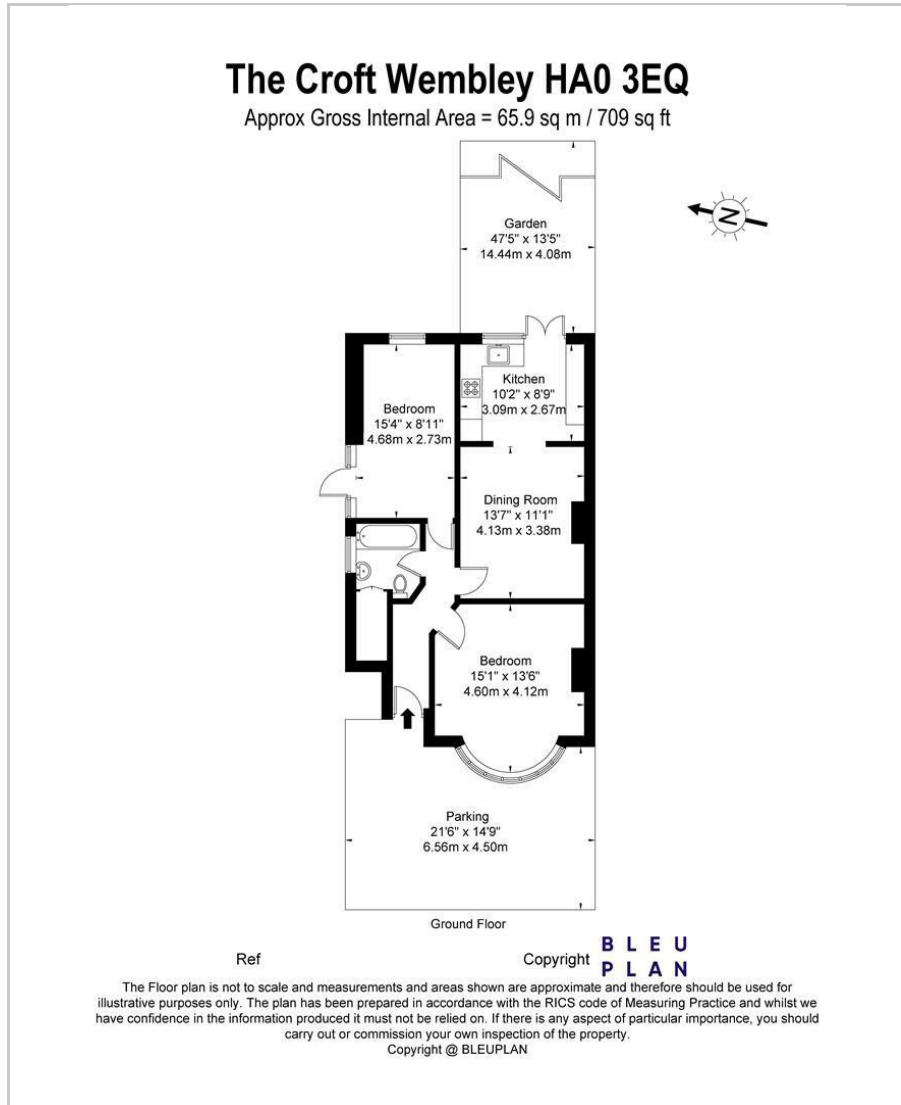 The Croft Wembley HA0 3EQ
Approx Gross Internal Area = 65.9 sq m / 709 sq ft
Garden
47'5" x 13'5"
14.44m x 4.08m
N
Kitchen
10'2" x 8'9"
3.09m x 2.67m
Bedroom
15'4" x 8'11"
4.68m x 2.73m
Dining Room
13'7" x 11'1"
4.13m x 3.38m
Bedroom
15'1" x 13'6"
4.60m x 4.12m
Parking
21'6" x 14'9"
6.56m x 4.50m
Ground Floor
Ref
Copyright
BLEU
PLAN
The Floor plan is not to scale and measurements and areas shown are approximate and therefore should be used for
illustrative purposes only. The plan has been prepared in accordance with the RICS code of Measuring Practice and whilst we
have confidence in the information produced it must not be relied on. If there is any aspect of particular importance, you should
carry out or commission your own inspection of the property.
Copyright @ BLEUPLAN